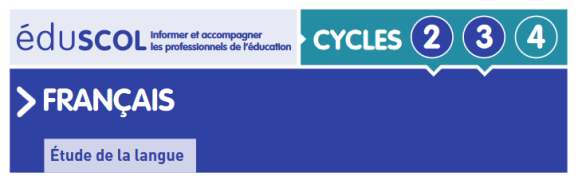 éduSCOL Informer et accompagner
les professionnels de l'éducation
CYCLES 2 3 4
> FRANÇAIS
Étude de la langue